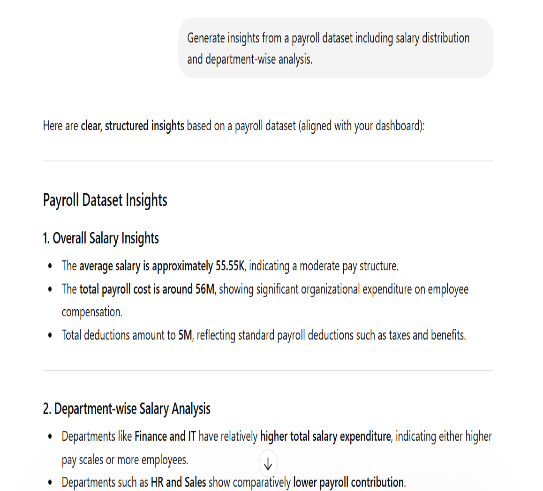 Generate insights from a payroll dataset including salary distribution
and department-wise analysis.
Here are clear, structured insights based on a payroll dataset (aligned with your dashboard):
Payroll Dataset Insights
1. Overall Salary Insights
• The average salary is approximately 55.55K, indicating a moderate pay structure.
• The total payroll cost is around 56M, showing significant organizational expenditure on employee
compensation.
• Total deductions amount to 5M, reflecting standard payroll deductions such as taxes and benefits.
2. Department-wise Salary Analysis
• Departments like Finance and IT have relatively higher total salary expenditure, indicating either higher
pay scales or more employees.
• Departments such as HR and Sales show comparatively lower payroll contribution.